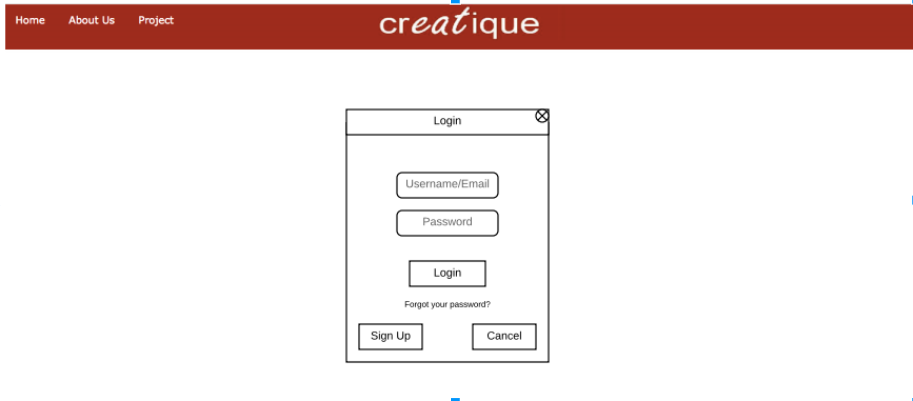 Home About Us Project
creatique
Login
Username/Email
Password
Login
Forgot your password?
Sign Up Cancel